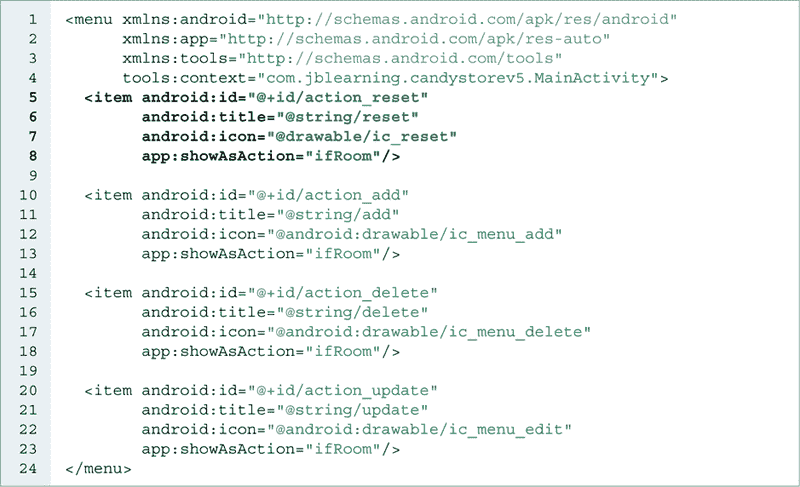 1 <menu xmlns:android="http://schemas.android.com/apk/res/android"
2 xmlns:app="http://schemas.android.com/apk/res-auto"
3 xmlns:tools="http://schemas.android.com/tools"
4 tools:context="com.jblearning.candystorev5.MainActivity">
5 <item android:id="@+id/action_reset"
6 android:title="@string/reset"
7 android:icon="@drawable/ic_reset"
8 app:showAsAction="ifRoom"/>
9
10 <item android:id="@+id/action_add"
11 android:title="@string/add"
12 android:icon="@android:drawable/ic_menu_add"
13 app:showAsAction="ifRoom"/>
14
15 <item android:id="@+id/action_delete"
16 android:title="@string/delete"
17 android:icon="@android:drawable/ic_menu_delete"
18 app:showAsAction="ifRoom"/>
19
20 <item android:id="@+id/action_update"
21 android:title="@string/update"
22 android:icon="@android:drawable/ic_menu_edit"
23 app:showAsAction="ifRoom"/>
24 </menu>